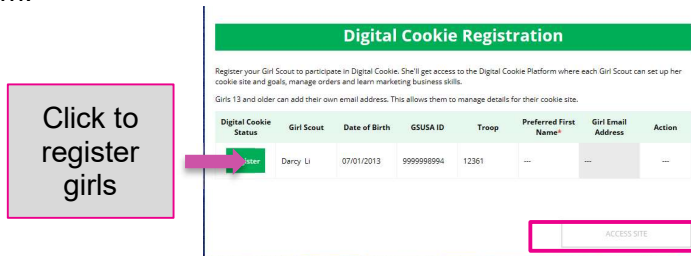 Digital Cookie Registration
Register your Girl Scout to participate in Digital Cookie. She'll get access to the Digital Cookie Platform where each Girl Scout can set up her
cookie site and goals, manage orders and learn marketing business skills.
Girls 13 and older can add their own email address. This allows them to manage details for their cookie site.
Click to
register
girls
Digital Cookie
Status
Girl Scout
Date of Birth
GSUSA ID
Troop
Preferred First
Name*
Girl Email
Address
Action
Darcy Li
07/01/2013
9999998994
12361
---
---
---
ACCESS SITE